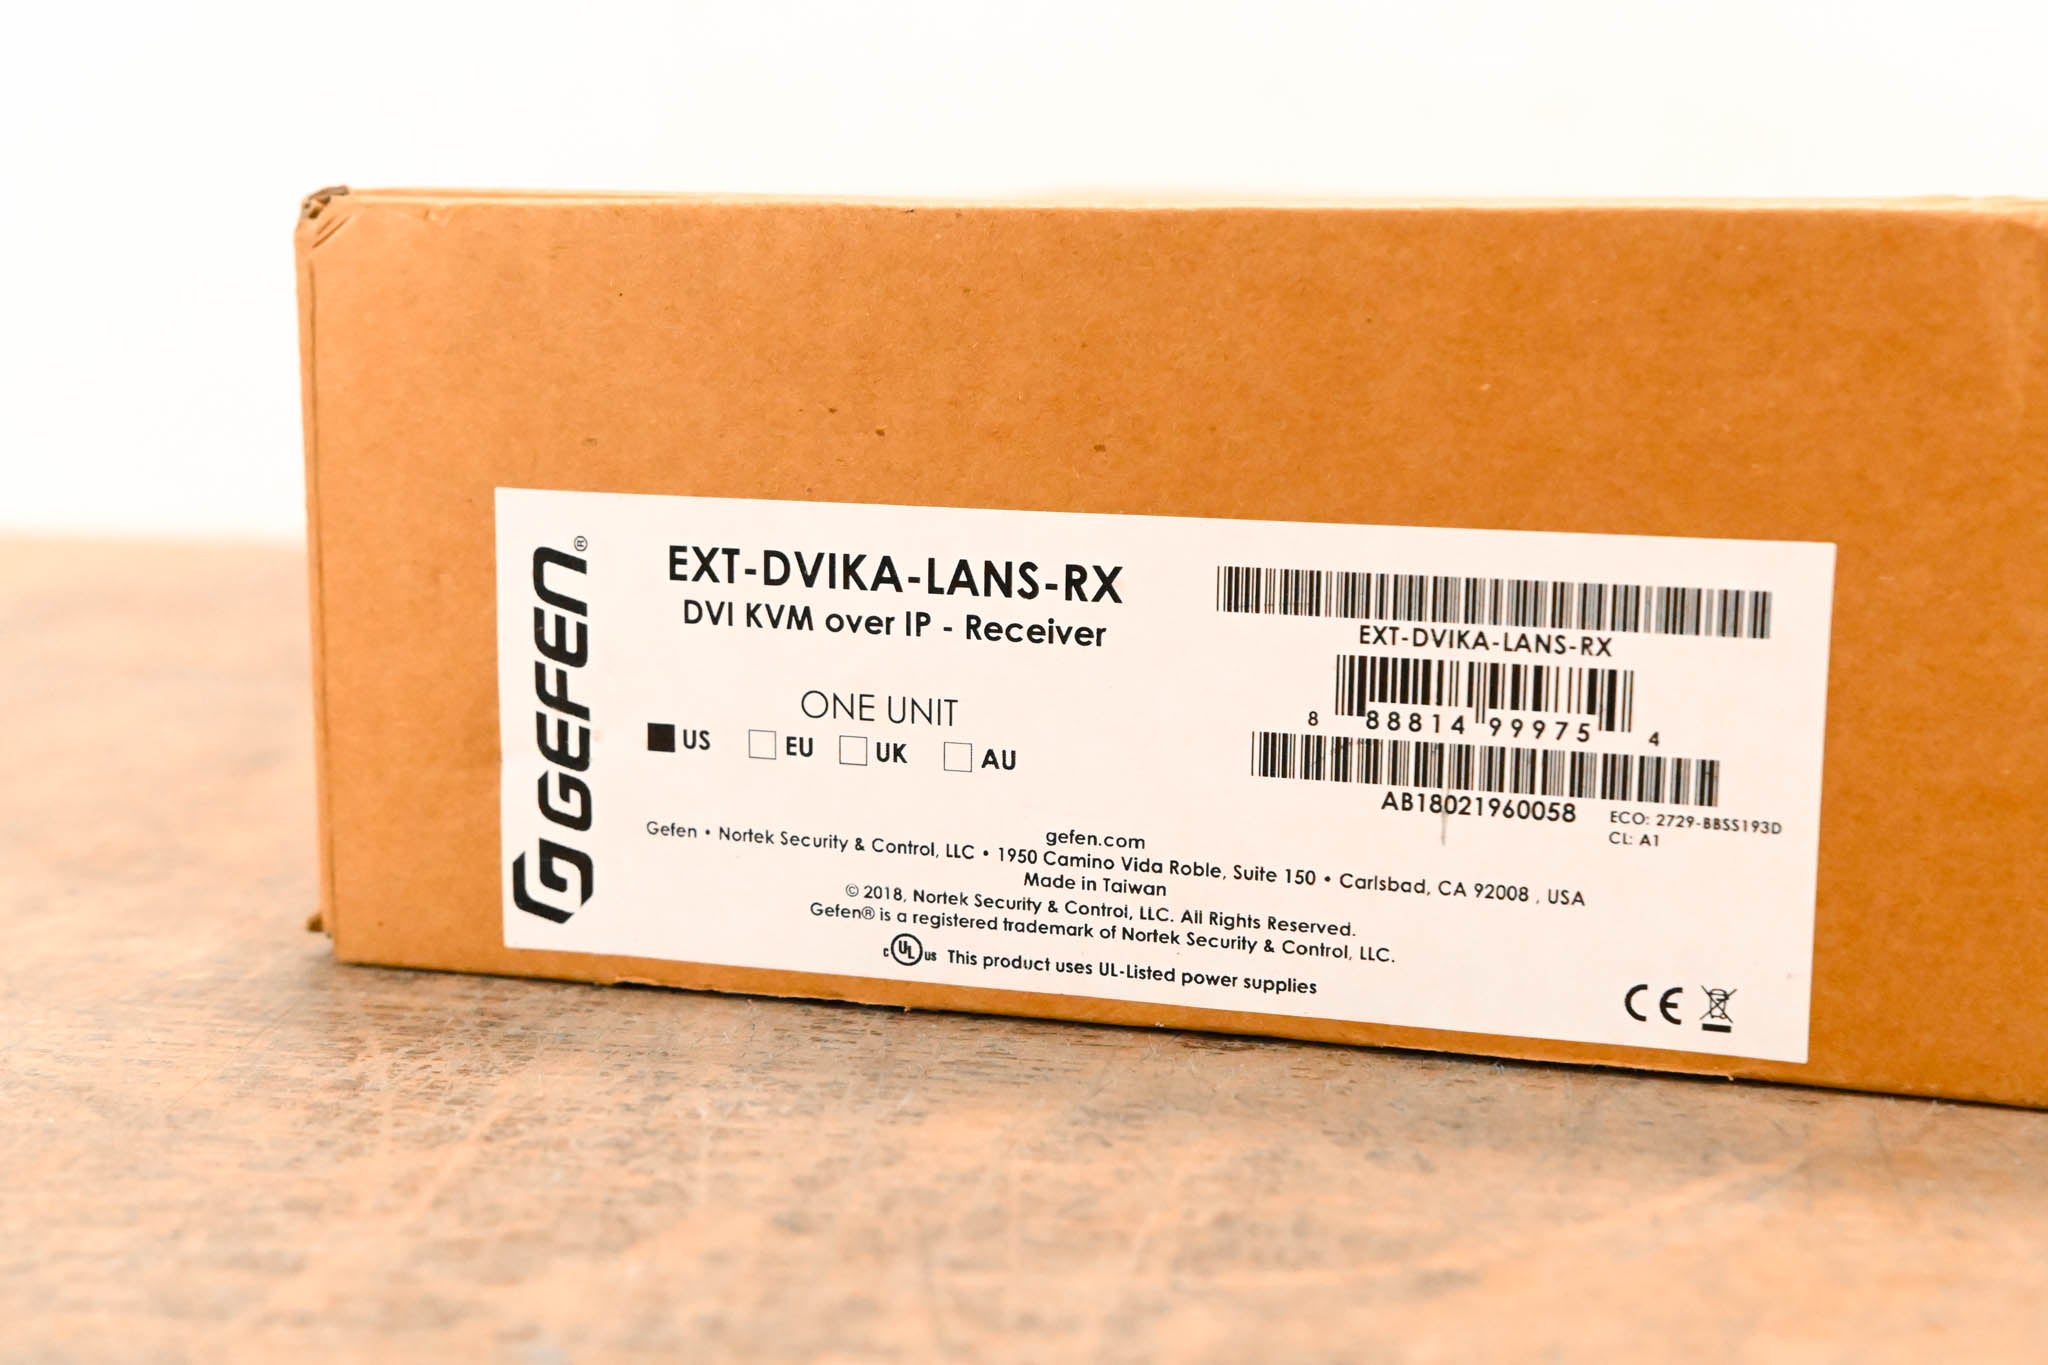 GEFEN®
EXT-DVIKA-LANS-RX
DVI KVM over IP - Receiver
ONE UNIT
US EU UK AU
EXT-DVIKA-LANS-RX
8 88814 99975 4
AB18021960058
ECO: 2729-BBSS193D
CL: A1
gefen.com
Gefen • Nortek Security & Control, LLC • 1950 Camino Vida Roble, Suite 150 • Carlsbad, CA 92008 , USA
Made in Taiwan
© 2018, Nortek Security & Control, LLC. All Rights Reserved.
Gefen® is a registered trademark of Nortek Security & Control, LLC.
c UL us This product uses UL-Listed power supplies
CE